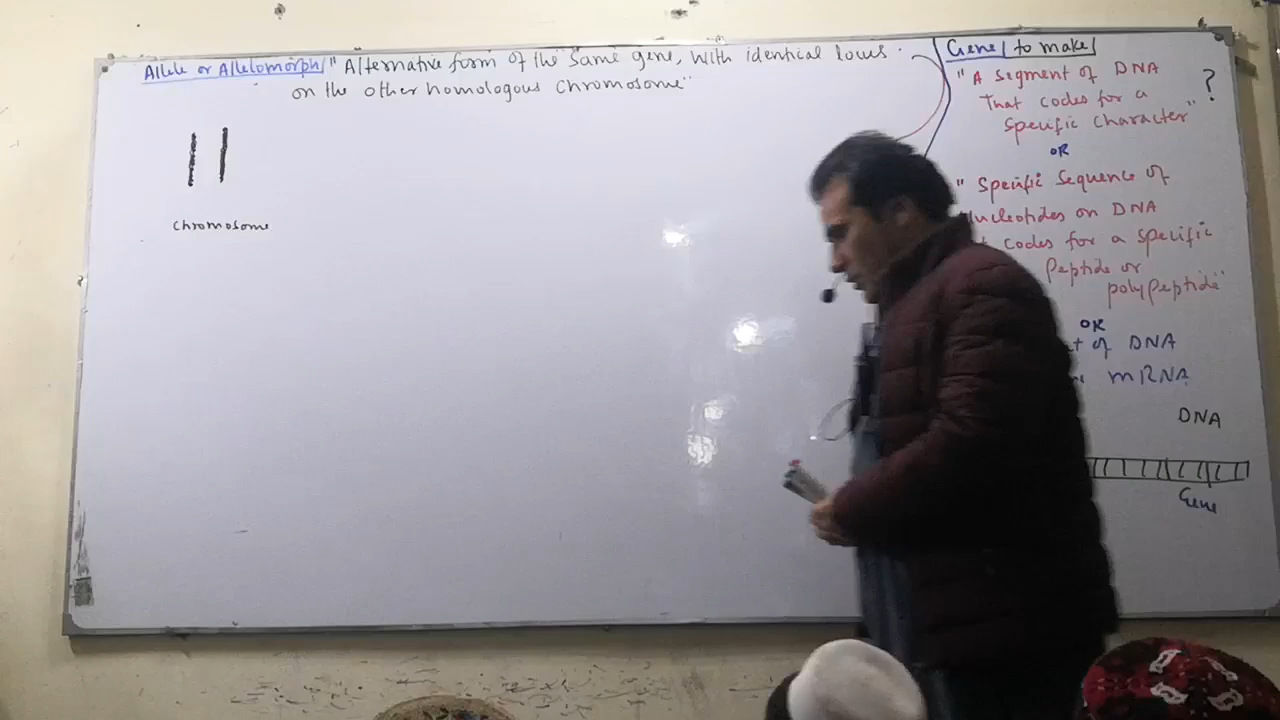 Allele or Allelomorph "Alternative form of the "same gene, with identical locus.
on the other homologous chromosome"
chromosome
Gene / to make
"A segment of DNA
that codes for a ?
specific character"
OR
" specific sequence of
nucleotides on DNA
codes for a specific
peptide or
polypeptide"
OR
of DNA
mRNA
DNA
Gene